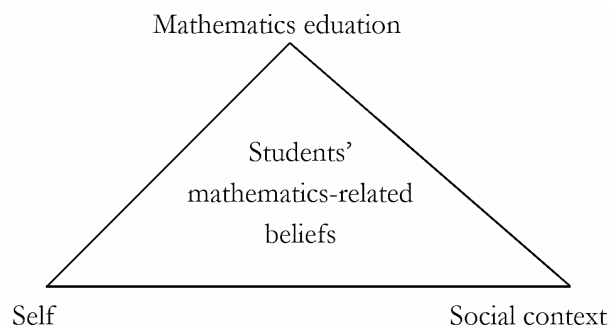 Mathematics eduation
Students’
mathematics-related
beliefs
Self
Social context